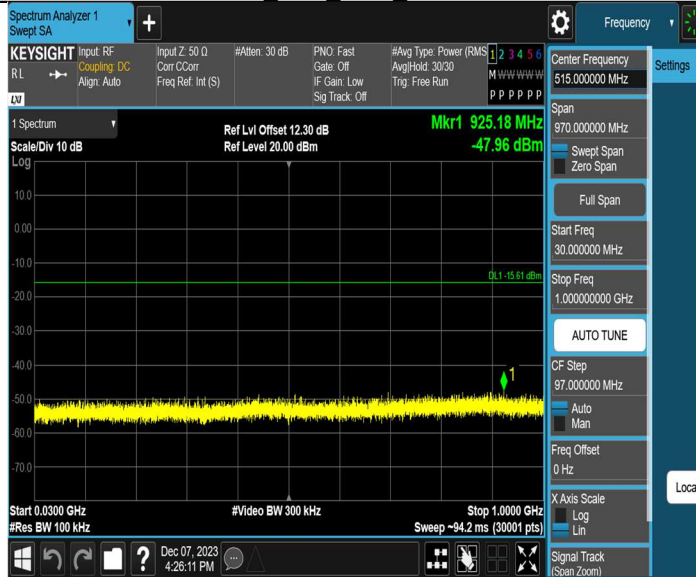 Spectrum Analyzer 1
Swept SA
Frequency
KEYSIGHT
Input: RF
Coupling: DC
Align: Auto
Input Z: 50 Ω
Corr CCorr
Freq Ref: Int (S)
#Atten: 30 dB
PNO: Fast
Gate: Off
IF Gain: Low
Sig Track: Off
#Avg Type: Power (RMS
Avg|Hold: 30/30
Trig: Free Run
1 2 3 4 5 6
M W W W W W
P P P P P P
R L
LXI
1 Spectrum
Scale/Div 10 dB
Log
Ref Lvl Offset 12.30 dB
Ref Level 20.00 dBm
Mkr1 925.18 MHz
-47.96 dBm
10.0
0.00
-10.0
DL1 -15.61 dBm
-20.0
-30.0
-40.0
1
-50.0
-60.0
-70.0
Start 0.0300 GHz
#Video BW 300 kHz
Stop 1.0000 GHz
#Res BW 100 kHz
Sweep ~94.2 ms (30001 pts)
Dec 07, 2023
4:26:11 PM
Center Frequency
515.000000 MHz
Settings
Span
970.000000 MHz
Swept Span
Zero Span
Full Span
Start Freq
30.000000 MHz
Stop Freq
1.000000000 GHz
AUTO TUNE
CF Step
97.000000 MHz
Auto
Man
Freq Offset
0 Hz
X Axis Scale
Log
Lin
Signal Track
(Span Zoom)
Loca